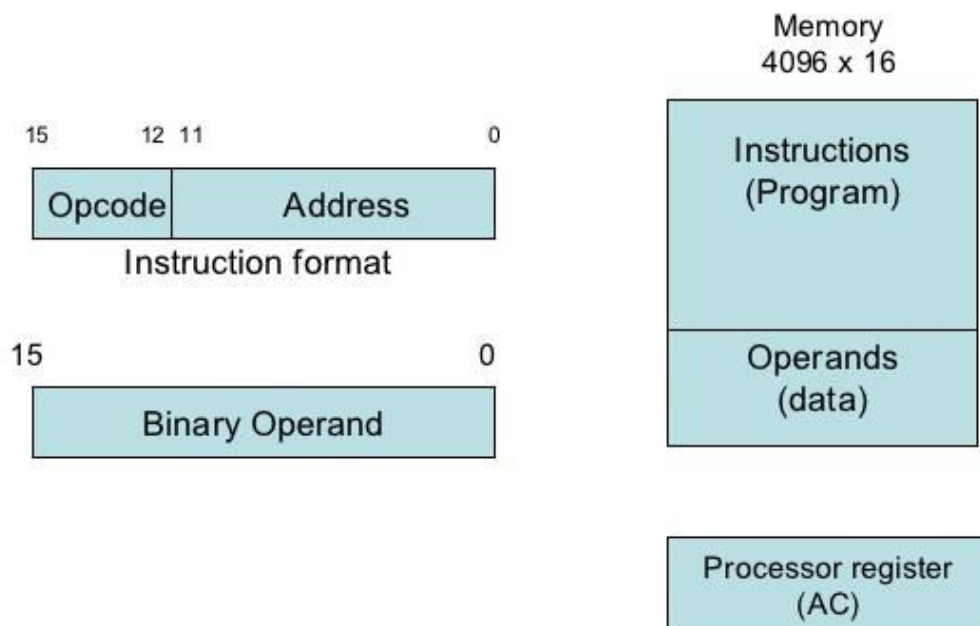 15 12 11 0
Opcode Address
Instruction format
15 0
Binary Operand
Memory
4096 x 16
Instructions
(Program)
Operands
(data)
Processor register
(AC)